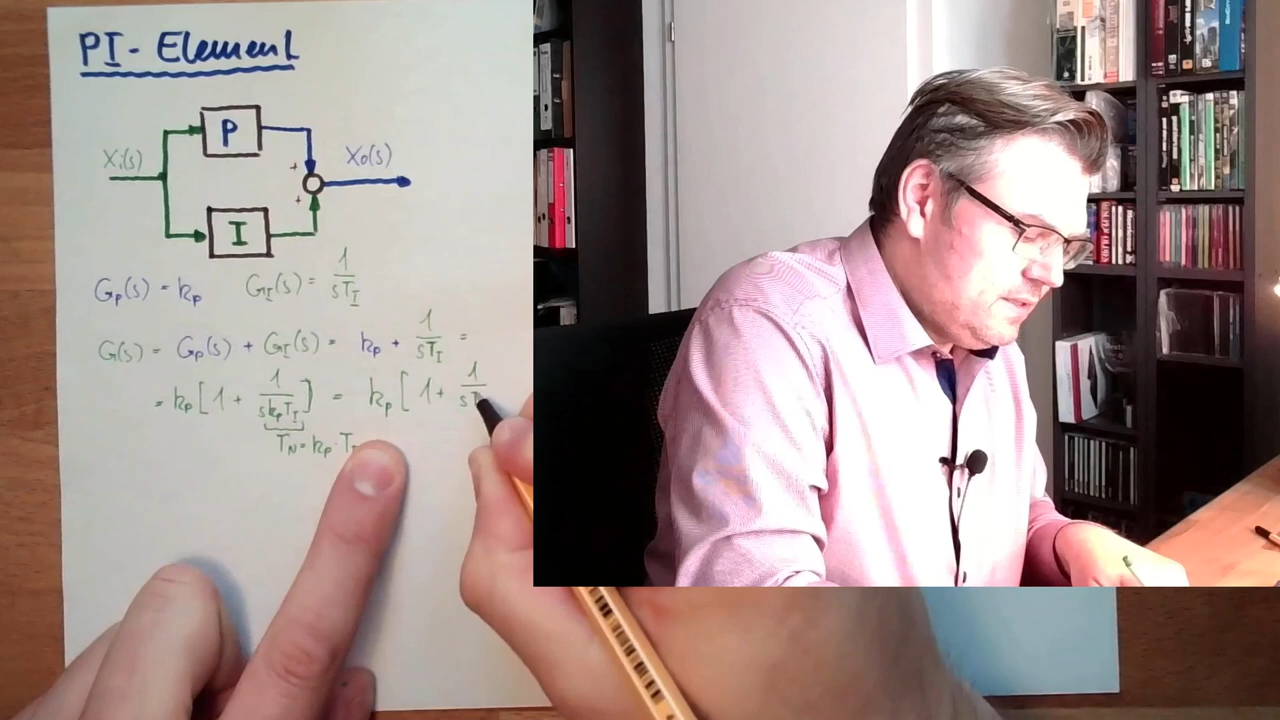 PI - Element
P
Xi(s)
Xo(s)
+
+
I
Gp(s) = kp GI(s) = 1/sTI
G(s) = Gp(s) + GI(s) = kp + 1/sTI =
= kp [ 1 + 1/skpTI ] = kp [ 1 + 1/sT
TN = kp · TI